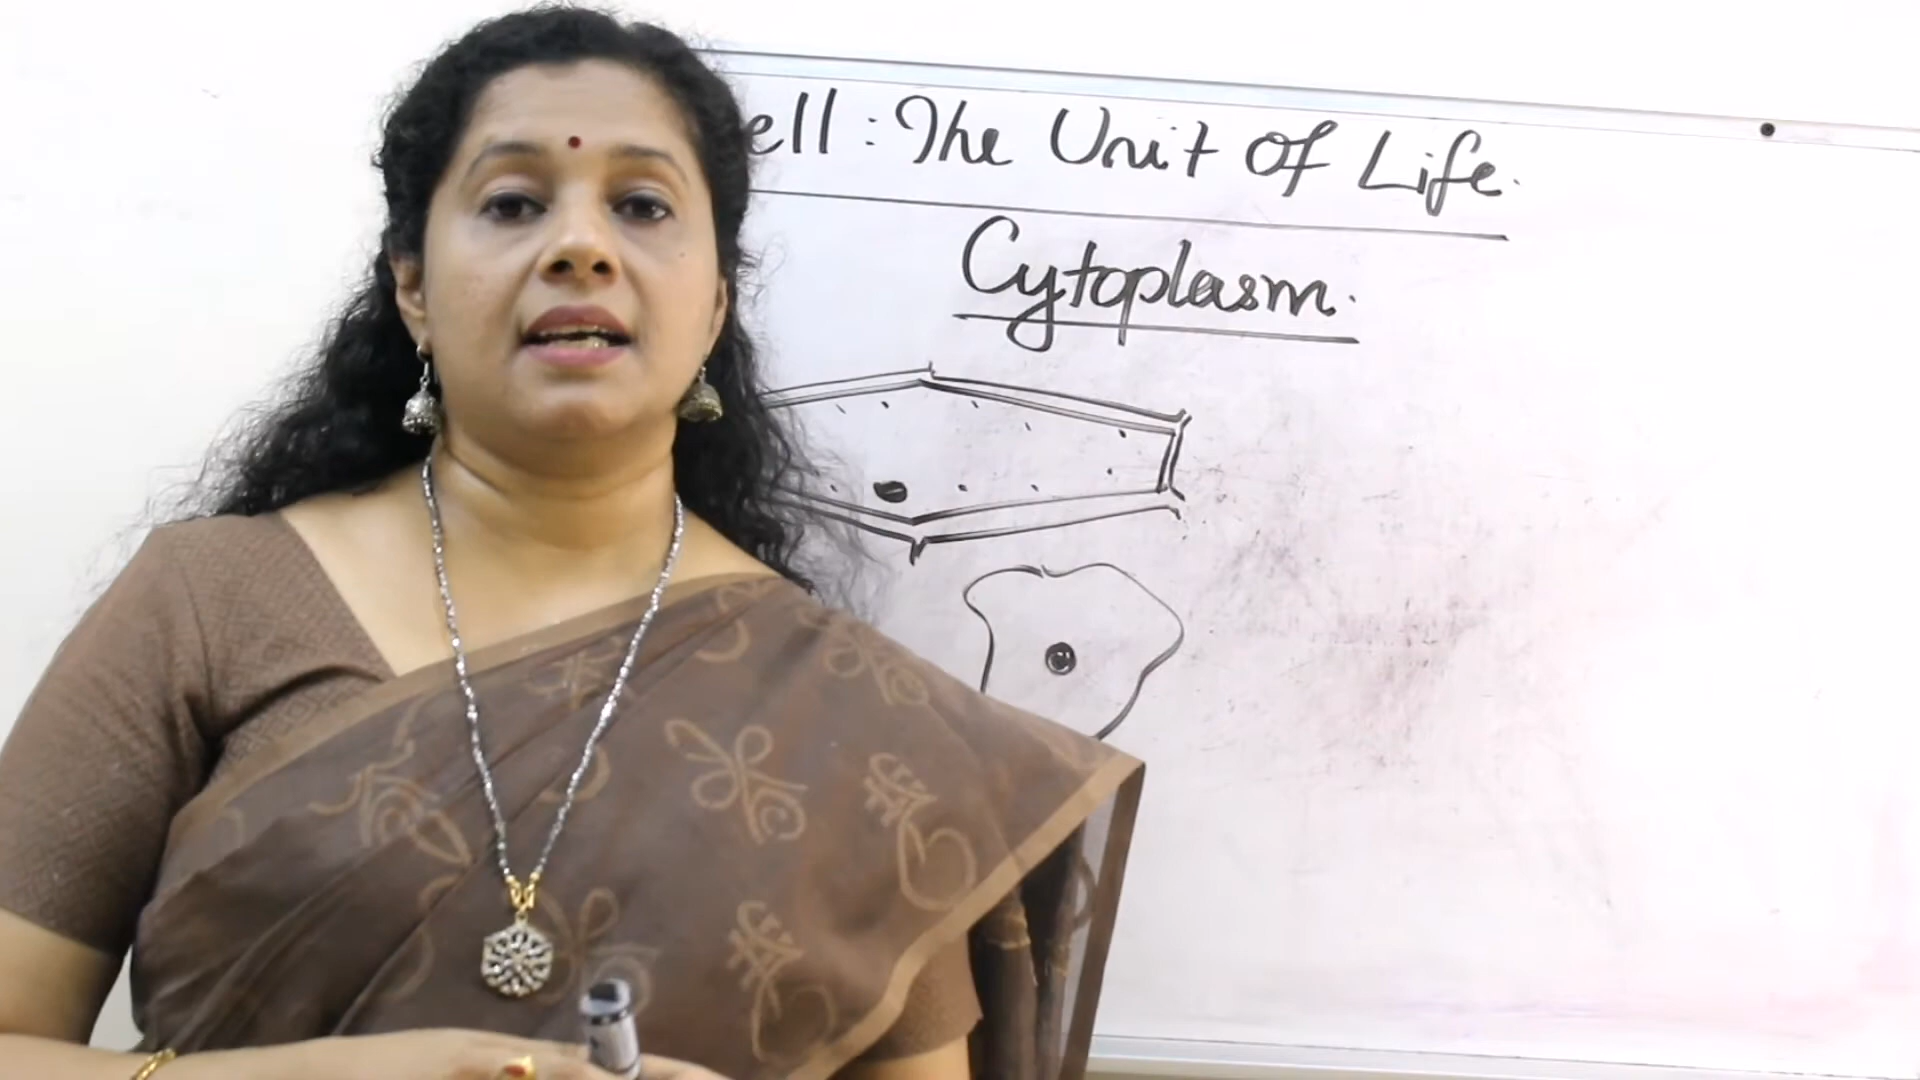 ell : The Unit Of Life.
Cytoplasm.